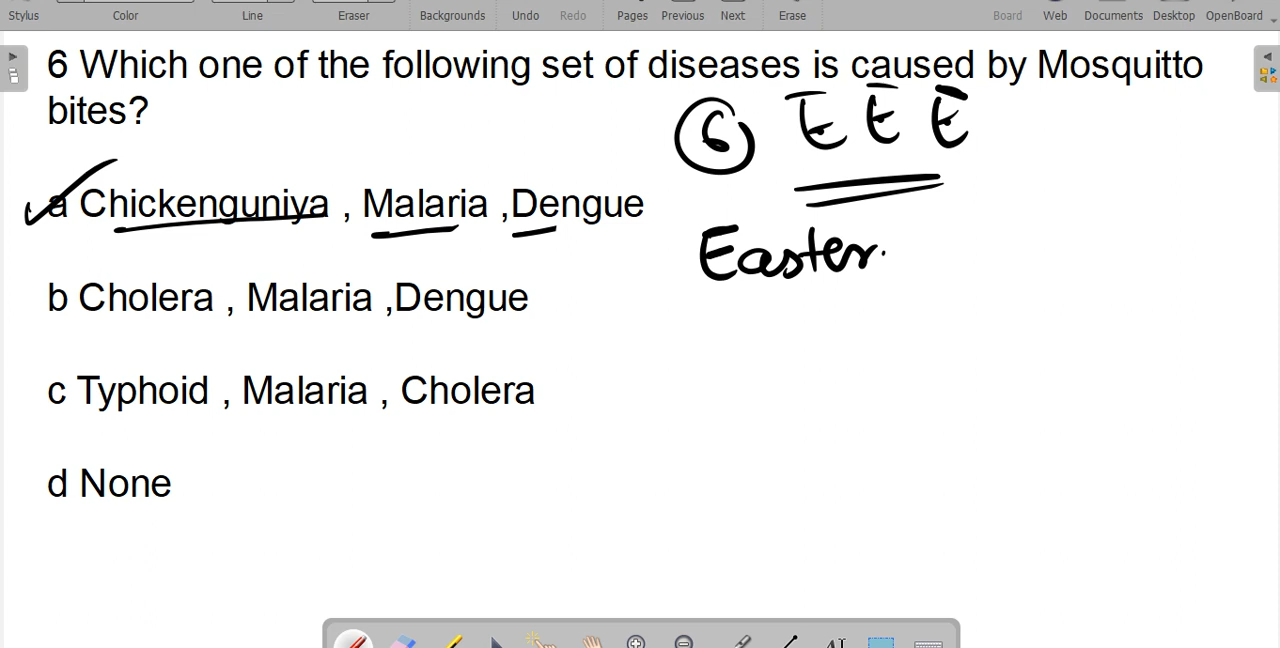 Stylus Color Line Eraser Backgrounds Undo Redo Pages Previous Next Erase Board Web Documents Desktop OpenBoard
6 Which one of the following set of diseases is caused by Mosquitto
bites?
6 E E E
a Chickenguniya , Malaria ,Dengue
Easter.
b Cholera , Malaria ,Dengue
c Typhoid , Malaria , Cholera
d None